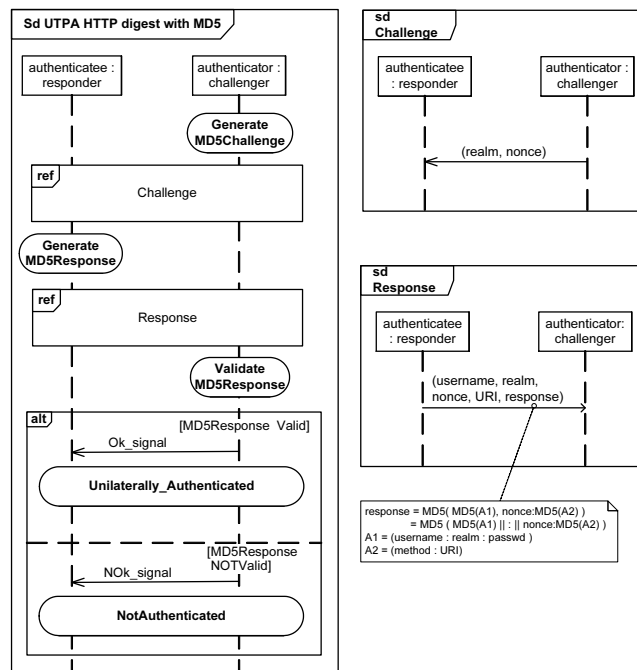 Sd UTPA HTTP digest with MD5
authenticatee :
responder
authenticator :
challenger
Generate
MD5Challenge
ref
Challenge
Generate
MD5Response
ref
Response
Validate
MD5Response
alt
[MD5Response Valid]
Ok_signal
Unilaterally_Authenticated
[MD5Response
NOTValid]
NOk_signal
NotAuthenticated
sd
Challenge
authenticatee
: responder
authenticator:
challenger
(realm, nonce)
sd
Response
authenticatee
: responder
authenticator:
challenger
(username, realm,
nonce, URI, response)
response = MD5( MD5(A1), nonce:MD5(A2) )
= MD5 ( MD5(A1) || : || nonce:MD5(A2) )
A1 = (username : realm : passwd )
A2 = (method : URI)